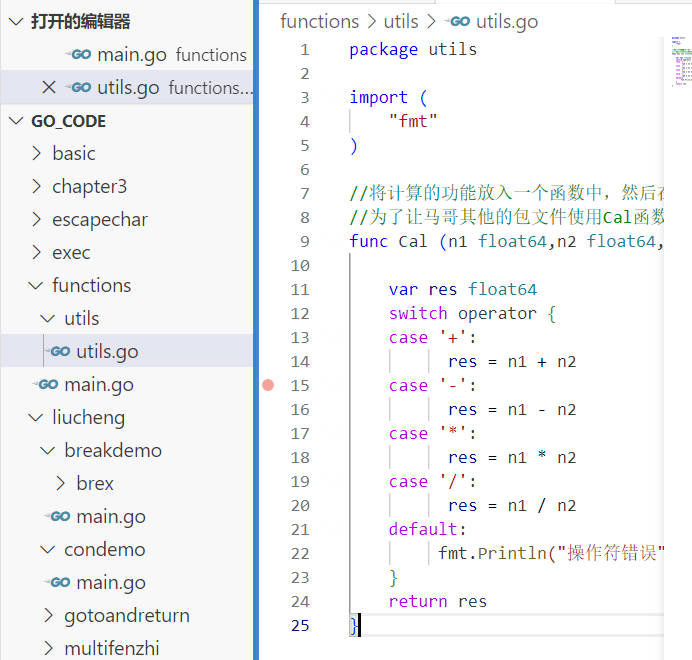 打开的编辑器
GO main.go functions
GO utils.go functions...
GO_CODE
basic
chapter3
escapechar
exec
functions
utils
GO utils.go
GO main.go
liucheng
breakdemo
brex
GO main.go
condemo
GO main.go
gotoandreturn
multifenzhi
functions > utils > GO utils.go
1 package utils
2
3 import (
4 "fmt"
5 )
6
7 //将计算的功能放入一个函数中，然后在
8 //为了让马哥其他的包文件使用Cal函数
9 func Cal (n1 float64,n2 float64,
10
11 var res float64
12 switch operator {
13 case '+':
14 res = n1 + n2
15 case '-':
16 res = n1 - n2
17 case '*':
18 res = n1 * n2
19 case '/':
20 res = n1 / n2
21 default:
22 fmt.Println("操作符错误"
23 }
24 return res
25 }